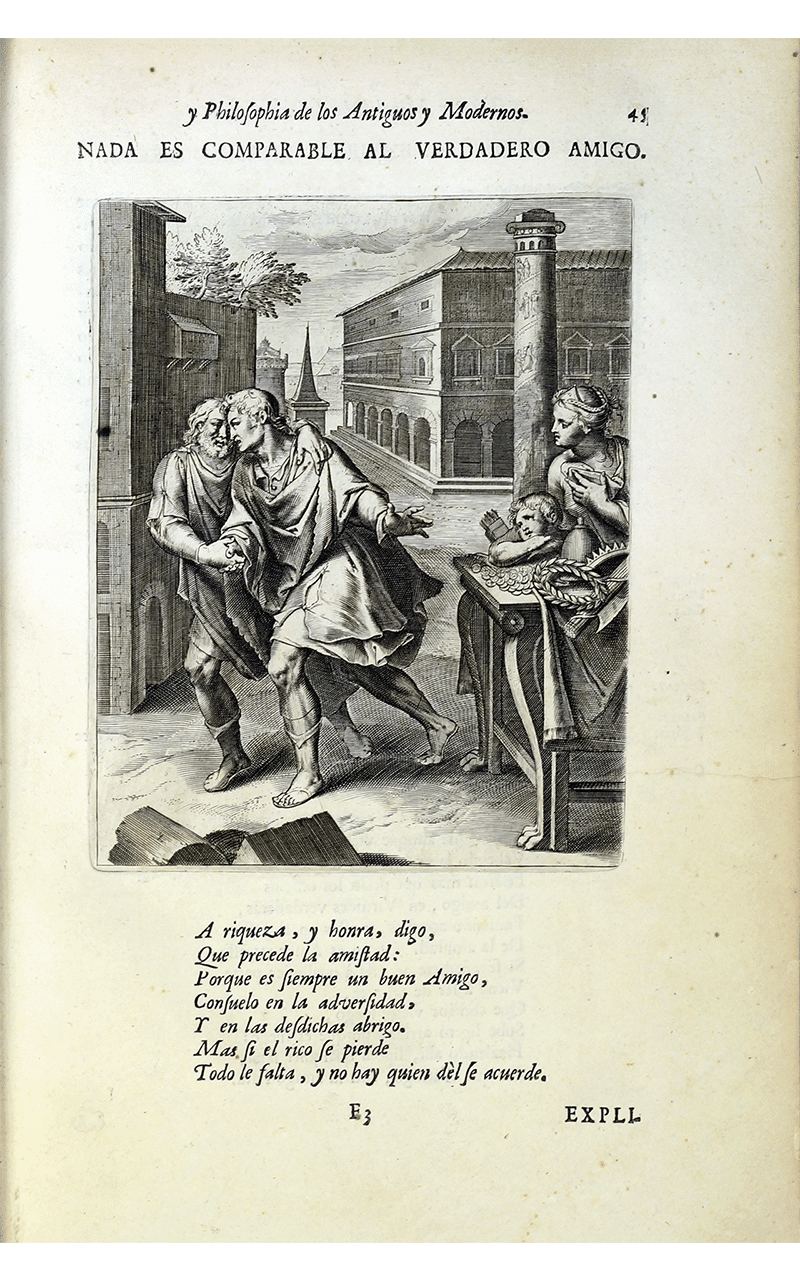 y Philoſophia de los Antiguos y Modernos. 45
NADA ES COMPARABLE AL VERDADERO AMIGO.
A riqueza, y honra, digo,
Que precede la amiſtad:
Porque es ſiempre un buen Amigo,
Conſuelo en la adverſidad,
Y en las deſdichas abrigo.
Mas ſi el rico ſe pierde
Todo le falta, y no hay quien dèl ſe acuerde.
E3 EXPLI-